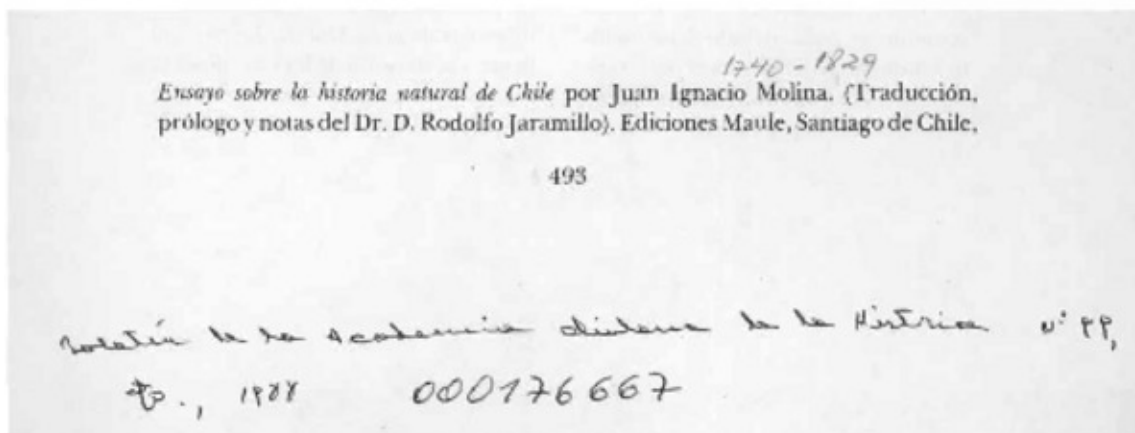 1740 - 1829
Ensayo sobre la historia natural de Chile por Juan Ignacio Molina. (Traducción,
prólogo y notas del Dr. D. Rodolfo Jaramillo). Ediciones Maule, Santiago de Chile,
493
Boletín de la Academia chilena de la Historia Nº 99,
1988 000176667